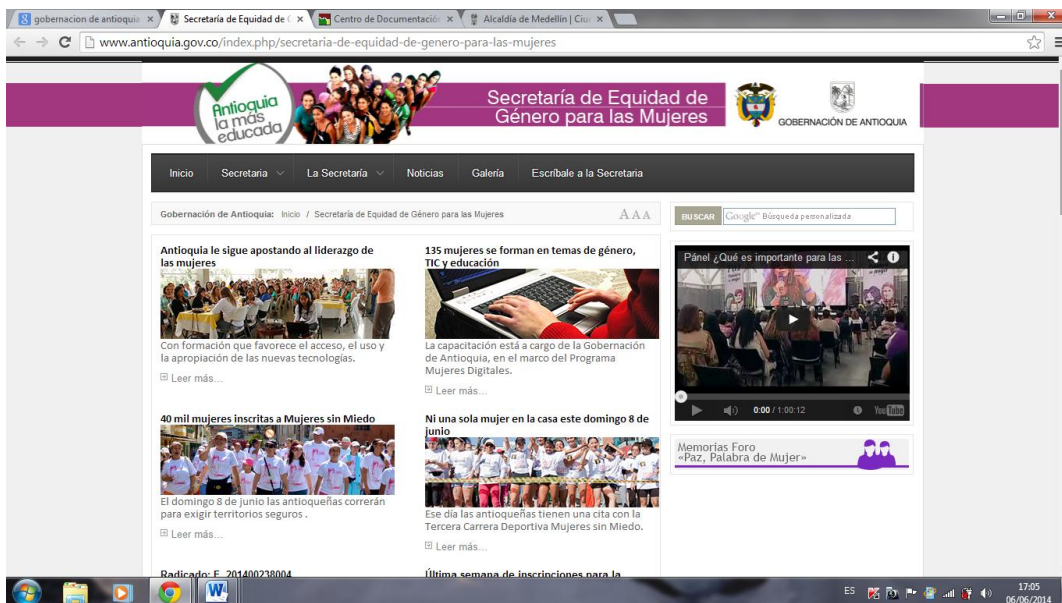 gobernacion de antioquia
Secretaría de Equidad de G
Centro de Documentación
Alcaldía de Medellín | Ciu
www.antioquia.gov.co/index.php/secretaria-de-equidad-de-genero-para-las-mujeres
Antioquia
la más
educada
Secretaría de Equidad de
Género para las Mujeres
GOBERNACIÓN DE ANTIOQUIA
Inicio Secretaria La Secretaría Noticias Galería Escríbale a la Secretaria
Gobernación de Antioquia: Inicio / Secretaría de Equidad de Género para las Mujeres
A A A
BUSCAR Google™ Búsqueda personalizada
Antioquia le sigue apostando al liderazgo de
las mujeres
Con formación que favorece el acceso, el uso y
la apropiación de las nuevas tecnologías.
Leer más...
135 mujeres se forman en temas de género,
TIC y educación
La capacitación está a cargo de la Gobernación
de Antioquia, en el marco del Programa
Mujeres Digitales.
Leer más...
Pánel ¿Qué es importante para las ...
0:00 / 1:00:12
YouTube
40 mil mujeres inscritas a Mujeres sin Miedo
El domingo 8 de junio las antioqueñas correrán
para exigir territorios seguros .
Leer más...
Ni una sola mujer en la casa este domingo 8 de
junio
Ese día las antioqueñas tienen una cita con la
Tercera Carrera Deportiva Mujeres sin Miedo.
Leer más...
Memorias Foro
«Paz, Palabra de Mujer»
Radicado: F 201400238004
Última semana de inscripciones para la
ES
17:05
06/06/2014